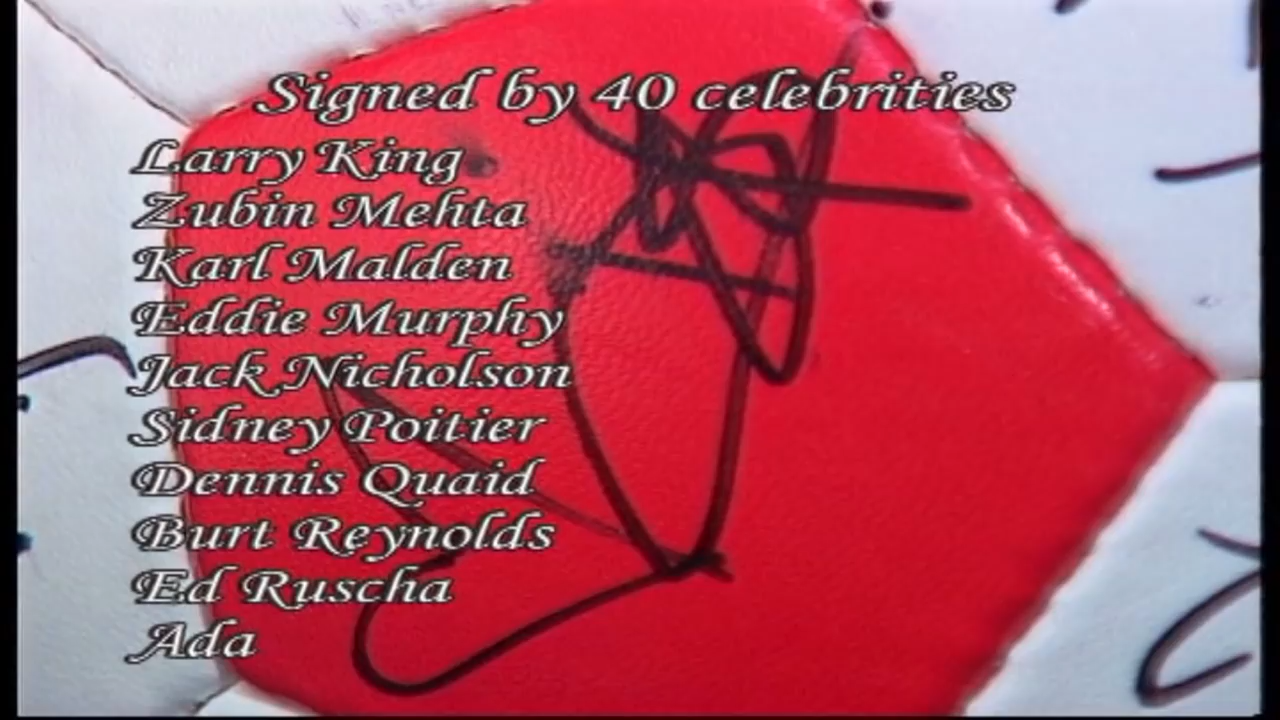 Signed by 40 celebrities
Larry King
Zubin Mehta
Karl Malden
Eddie Murphy
Jack Nicholson
Sidney Poitier
Dennis Quaid
Burt Reynolds
Ed Ruscha
Ada